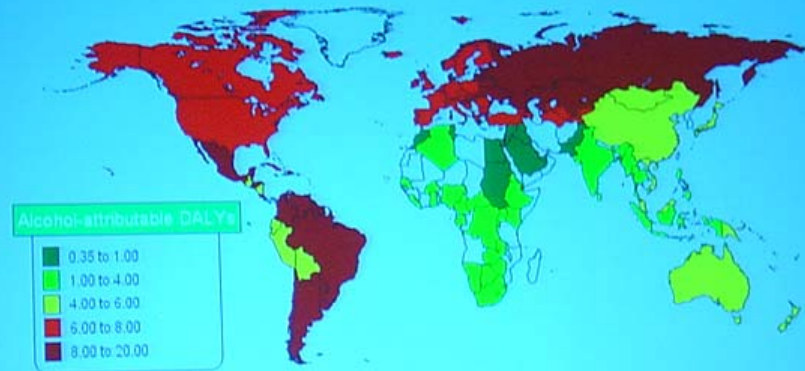 Alcohol-attributable DALYs
0.35 to 1.00
1.00 to 4.00
4.00 to 6.00
6.00 to 8.00
8.00 to 20.00